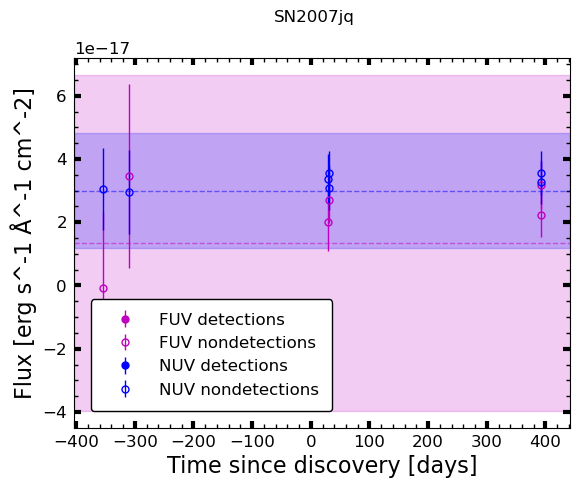 SN2007jq
1e−17
6
4
2
0
−2
−4
Flux [erg s^-1 Å^-1 cm^-2]
FUV detections
FUV nondetections
NUV detections
NUV nondetections
−400 −300 −200 −100 0 100 200 300 400
Time since discovery [days]